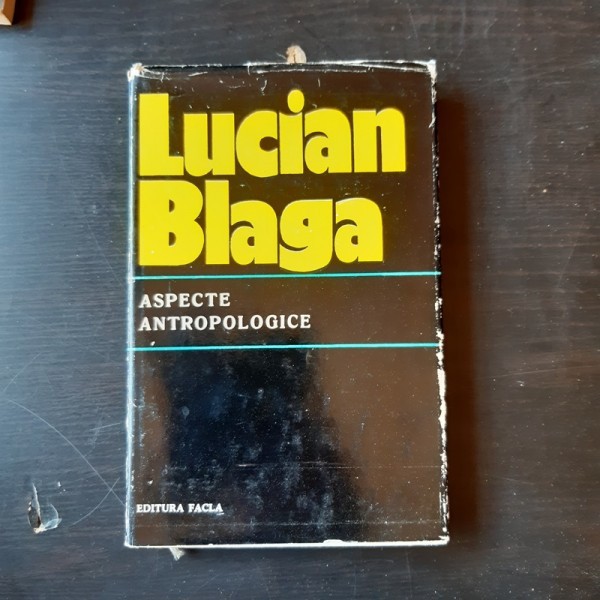 Lucian
Blaga
ASPECTE
ANTROPOLOGICE
EDITURA FACLA